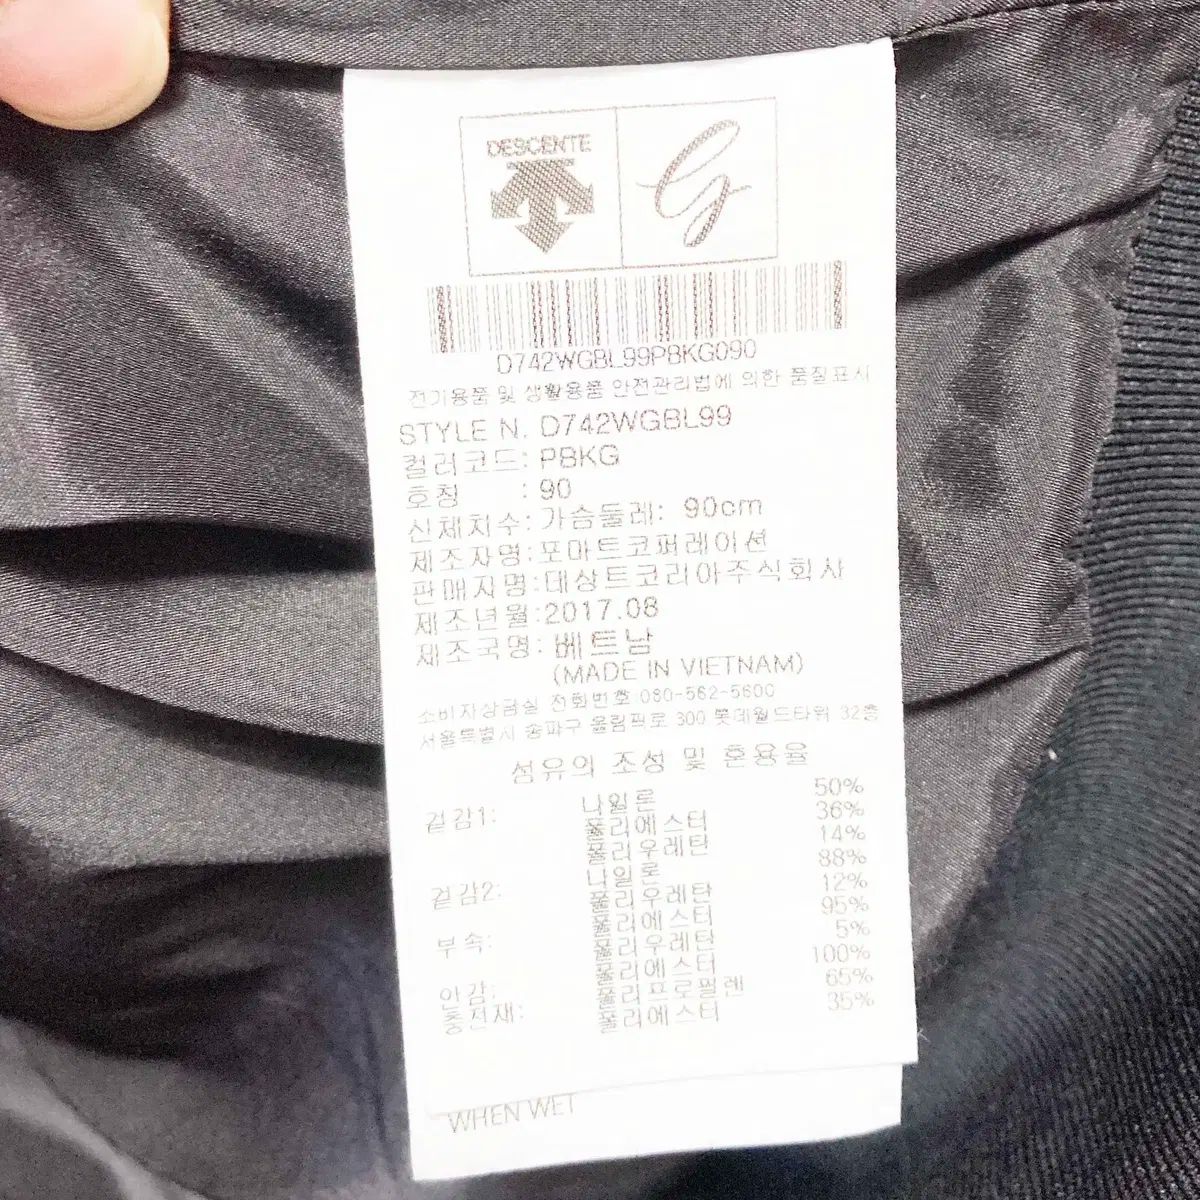 DESCENTE
G
D742WGBL99PBKG090
전기용품 및 생활용품 안전관리법에 의한 품질표시
STYLE N. D742WGBL99
컬러코드: PBKG
호칭 : 90
신체치수: 가슴둘레: 90cm
제조자명: 포마트코퍼레이션
판매자명: 대상트코리아주식회사
제조년월: 2017.08
제조국명: 베트남
(MADE IN VIETNAM)
소비자상담실 전화번호 080-562-5600
서울특별시 송파구 올림픽로 300 롯데월드타워 32층
섬유의 조성 및 혼용율
겉감1: 나일론 50%
폴리에스터 36%
폴리우레탄 14%
겉감2: 나일론 88%
폴리우레탄 12%
부속: 폴리에스터 95%
폴리우레탄 5%
안감: 폴리에스터 100%
충전재: 폴리프로필렌 65%
폴리에스터 35%
WHEN WET